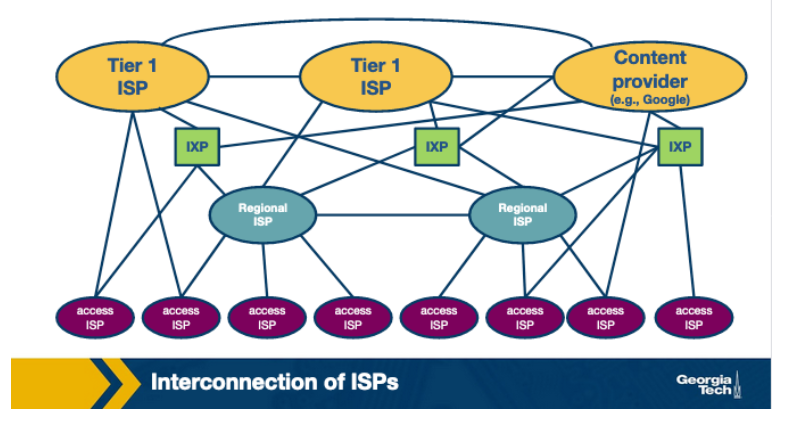 Tier 1
ISP
Tier 1
ISP
Content
provider
(e.g., Google)
IXP
IXP
IXP
Regional
ISP
Regional
ISP
access
ISP
access
ISP
access
ISP
access
ISP
access
ISP
access
ISP
access
ISP
access
ISP
Interconnection of ISPs
Georgia
Tech